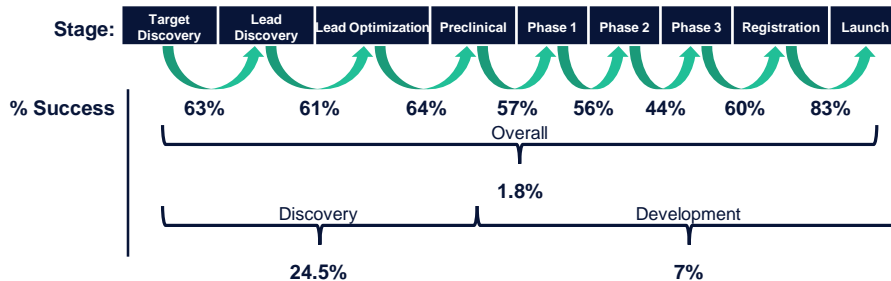 Stage:
Target Discovery
Lead Discovery
Lead Optimization
Preclinical
Phase 1
Phase 2
Phase 3
Registration
Launch
% Success
63%
61%
64%
57%
56%
44%
60%
83%
Overall
1.8%
Discovery
Development
24.5%
7%